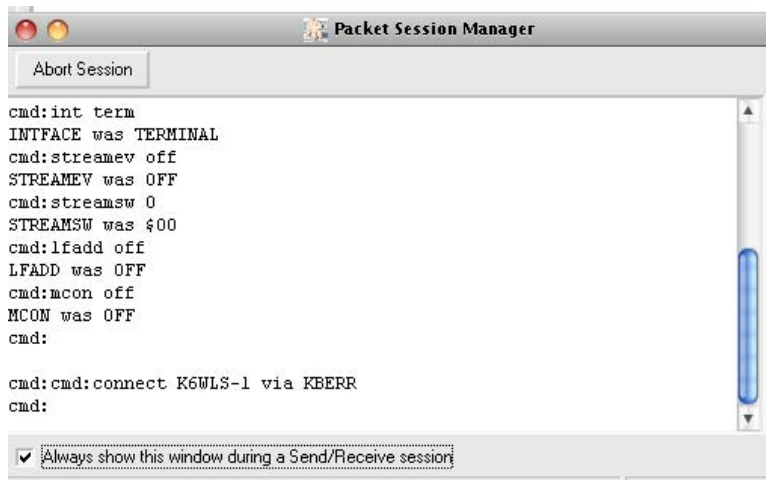 Packet Session Manager
Abort Session
cmd:int term
INTFACE was TERMINAL
cmd:streamev off
STREAMEV was OFF
cmd:streamsw 0
STREAMSW was $00
cmd:lfadd off
LFADD was OFF
cmd:mcon off
MCON was OFF
cmd:
cmd:cmd:connect K6WLS-1 via KBERR
cmd:
Always show this window during a Send/Receive session